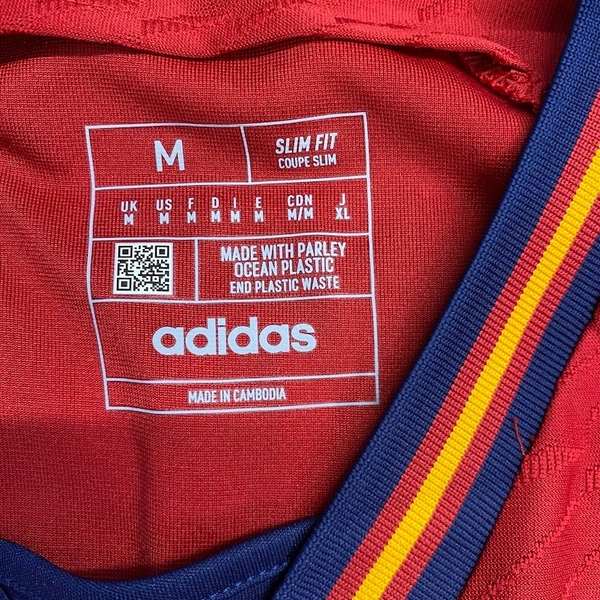 M
SLIM FIT
COUPE SLIM
UK US F D I E CDN J
M M M M M M M/M XL
MADE WITH PARLEY
OCEAN PLASTIC
END PLASTIC WASTE
adidas
MADE IN CAMBODIA